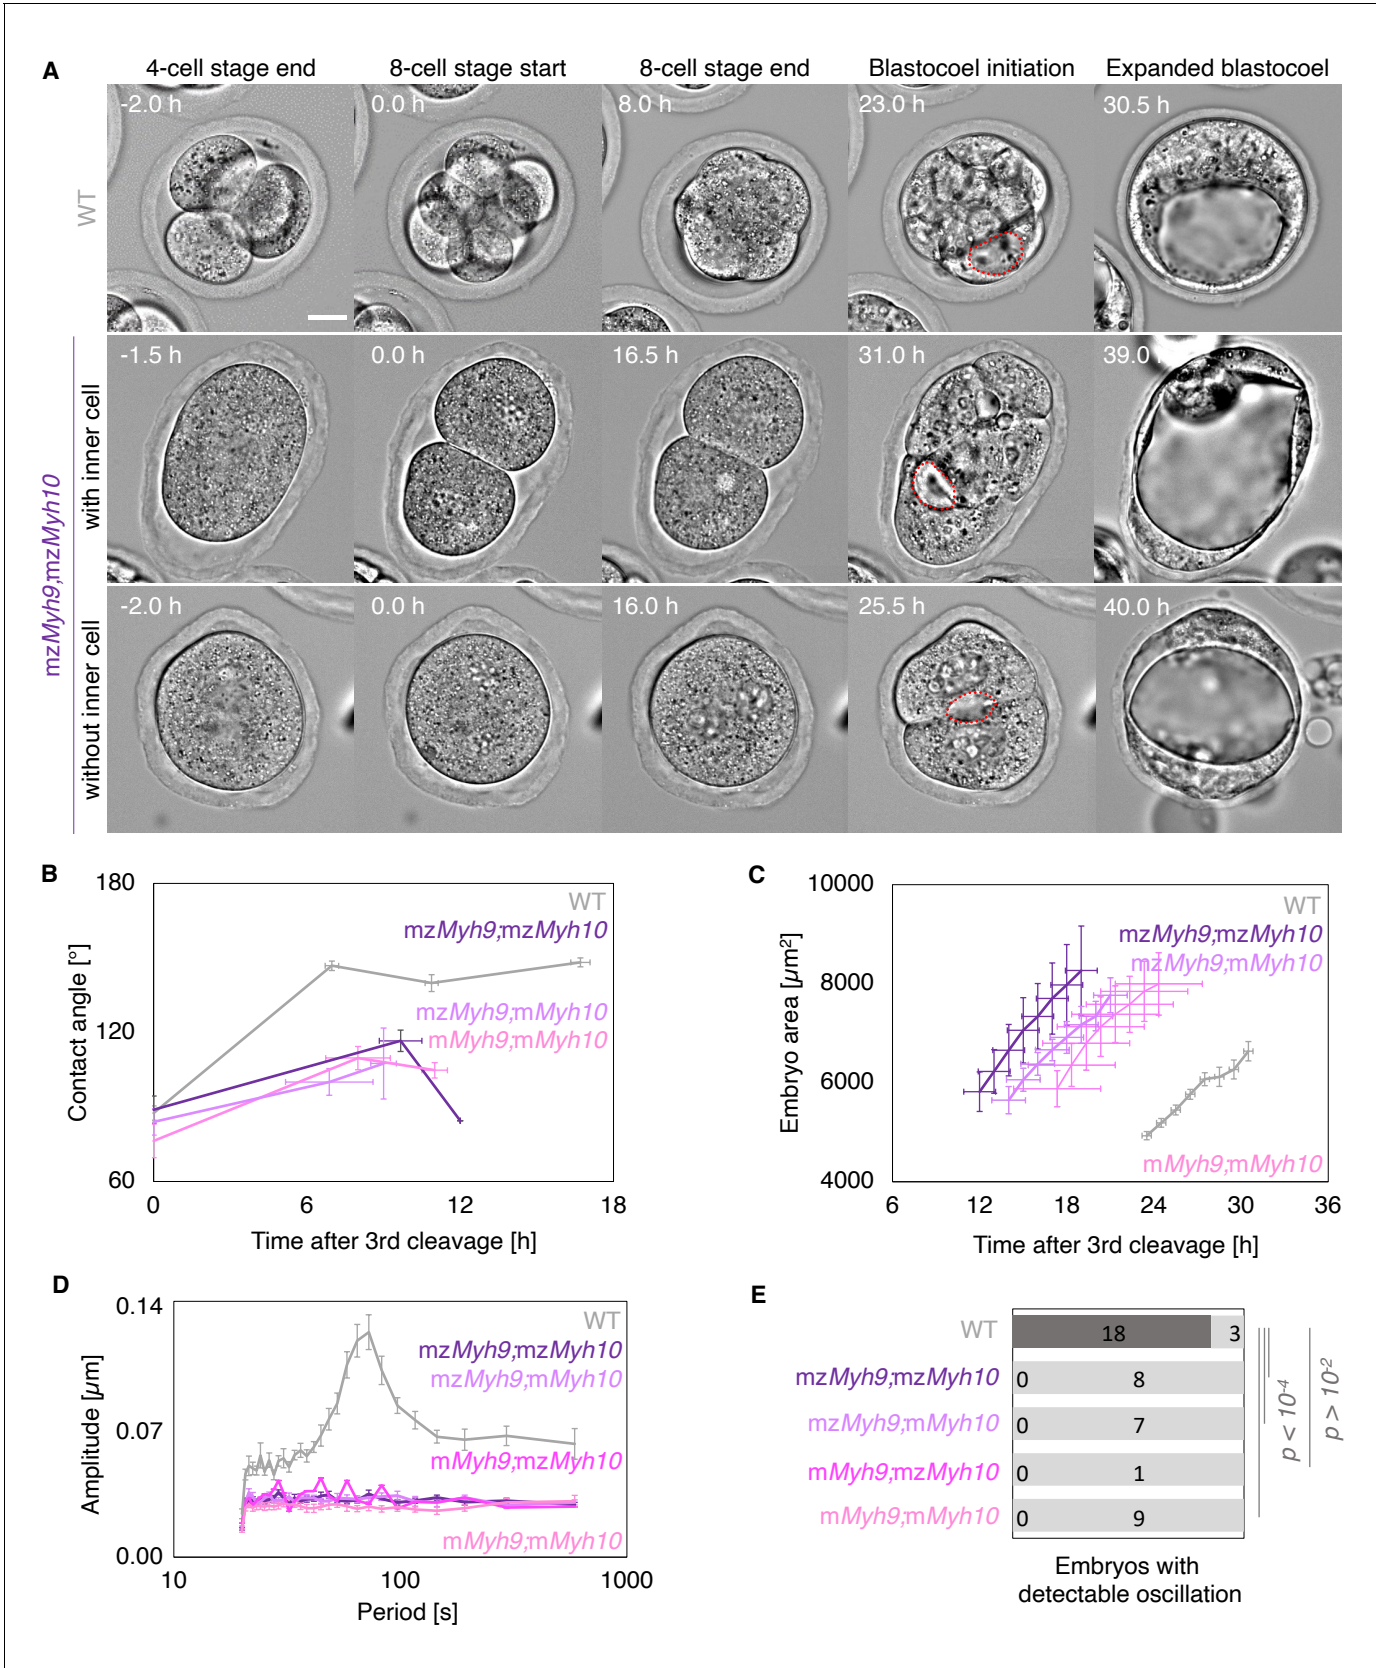 A
4-cell stage end
8-cell stage start
8-cell stage end
Blastocoel initiation
Expanded blastocoel
WT
-2.0 h
0.0 h
8.0 h
23.0 h
30.5 h
mzMyh9;mzMyh10
with inner cell
-1.5 h
0.0 h
16.5 h
31.0 h
39.0
without inner cell
-2.0 h
0.0 h
16.0 h
25.5 h
40.0 h
B
180
120
60
Contact angle [°]
WT
mzMyh9;mzMyh10
mzMyh9;mMyh10
mMyh9;mMyh10
0
6
12
18
Time after 3rd cleavage [h]
C
10000
8000
6000
4000
Embryo area [µm²]
WT
mzMyh9;mzMyh10
mzMyh9;mMyh10
mMyh9;mMyh10
6
12
18
24
30
36
Time after 3rd cleavage [h]
D
0.14
0.07
0.00
Amplitude [µm]
WT
mzMyh9;mzMyh10
mzMyh9;mMyh10
mMyh9;mzMyh10
mMyh9;mMyh10
10
100
1000
Period [s]
E
WT
18
3
mzMyh9;mzMyh10
0
8
mzMyh9;mMyh10
0
7
mMyh9;mzMyh10
0
1
mMyh9;mMyh10
0
9
p < 10⁻⁴
p > 10⁻²
Embryos with
detectable oscillation